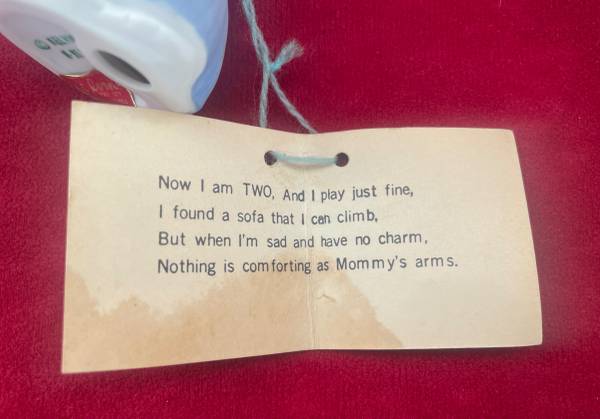 Now I am TWO, And I play just fine,
I found a sofa that I can climb,
But when I'm sad and have no charm,
Nothing is comforting as Mommy's arms.